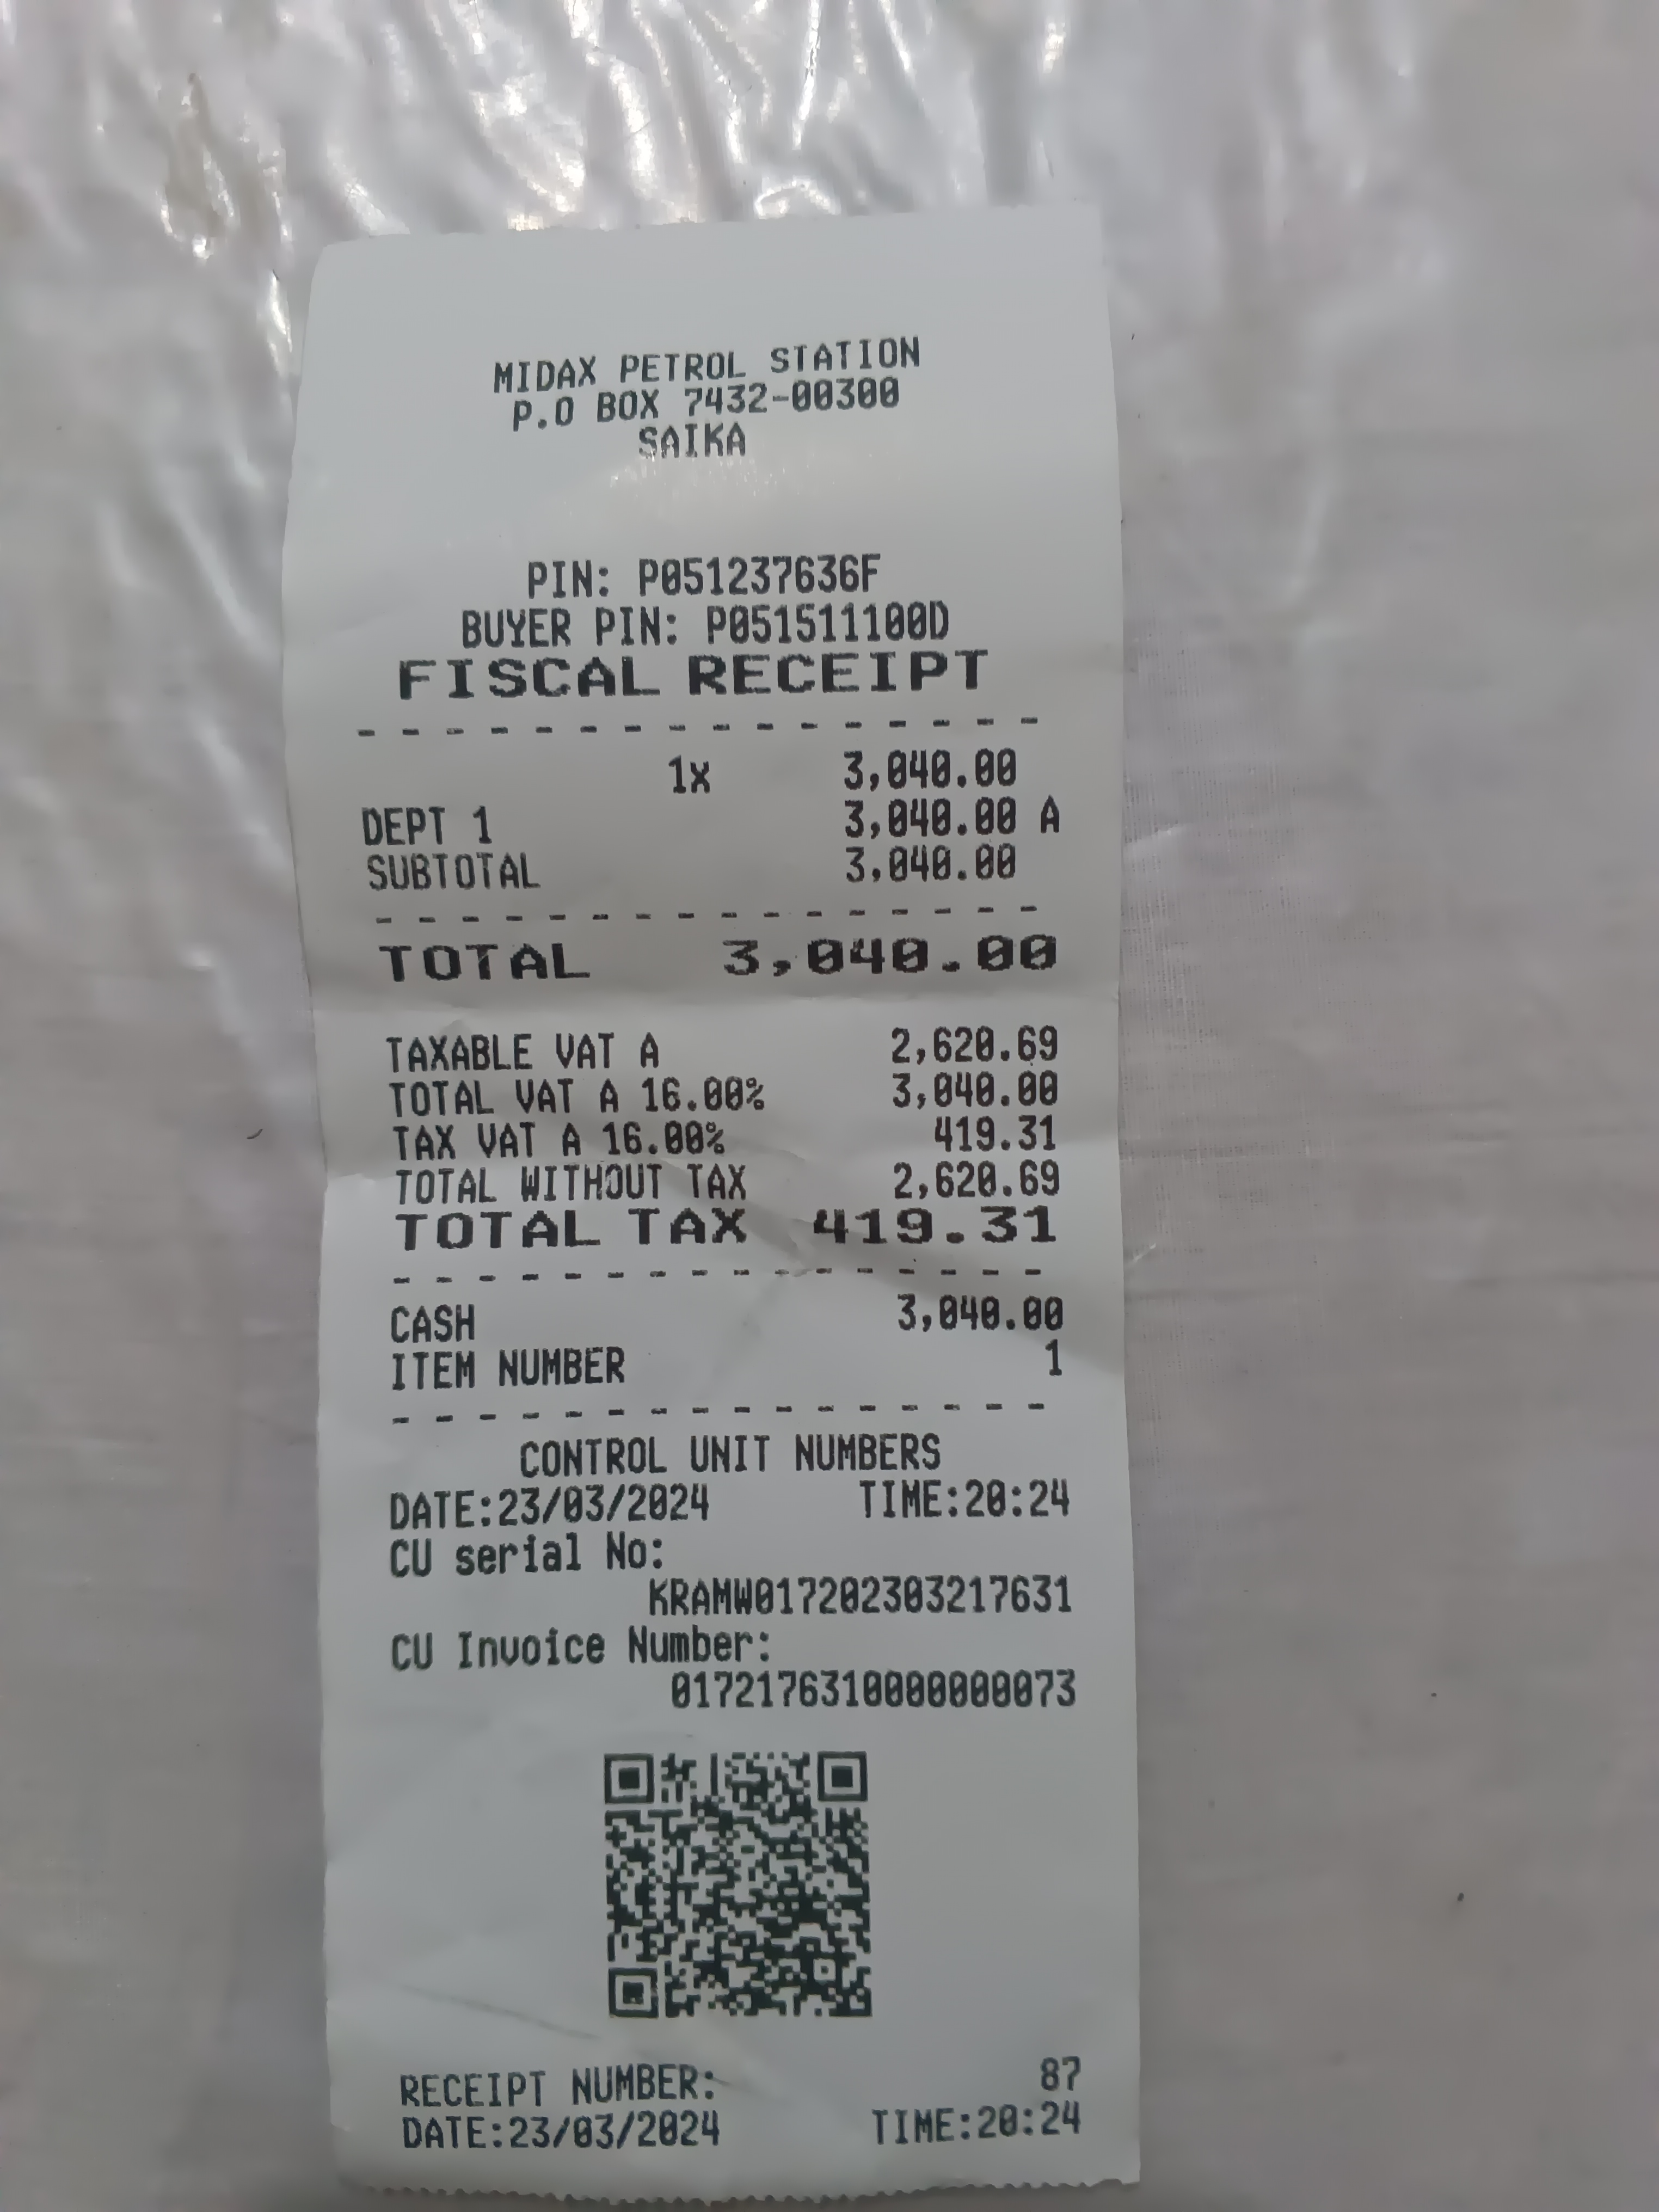 MIDAX PETROL STATION
P.O BOX 7432-00300
SAIKA
PIN: P051237636F
BUYER PIN: P051511100D
FISCAL RECEIPT
- - - - - - - - - - - - - - - -
1x 3,040.00
DEPT 1 3,040.00 A
SUBTOTAL 3,040.00
- - - - - - - - - - - - - - - -
TOTAL 3,040.00
TAXABLE VAT A 2,620.69
TOTAL VAT A 16.00% 3,040.00
TAX VAT A 16.00% 419.31
TOTAL WITHOUT TAX 2,620.69
TOTAL TAX 419.31
- - - - - - - - - - - - - - - -
CASH 3,040.00
ITEM NUMBER 1
- - - - - - - - - - - - - - - -
CONTROL UNIT NUMBERS
DATE:23/03/2024 TIME:20:24
CU serial No:
KRAMW017202303217631
CU Invoice Number:
0172176310000000073
RECEIPT NUMBER: 87
DATE:23/03/2024 TIME:20:24